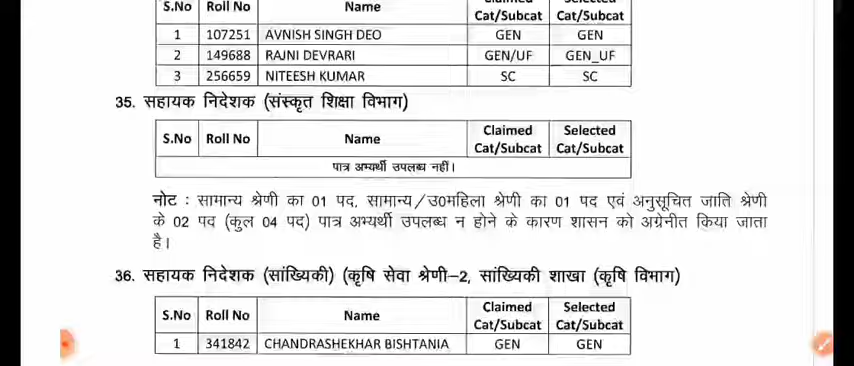 S.No Roll No Name Claimed Cat/Subcat Selected Cat/Subcat
1 107251 AVNISH SINGH DEO GEN GEN
2 149688 RAJNI DEVRARI GEN/UF GEN_UF
3 256659 NITEESH KUMAR SC SC
35. सहायक निदेशक (संस्कृत शिक्षा विभाग)
S.No Roll No Name Claimed Cat/Subcat Selected Cat/Subcat
पात्र अभ्यर्थी उपलब्ध नहीं।
नोट : सामान्य श्रेणी का 01 पद, सामान्य/उ0महिला श्रेणी का 01 पद एवं अनुसूचित जाति श्रेणी
के 02 पद (कुल 04 पद) पात्र अभ्यर्थी उपलब्ध न होने के कारण शासन को अग्रेनीत किया जाता
है।
36. सहायक निदेशक (सांख्यिकी) (कृषि सेवा श्रेणी–2, सांख्यिकी शाखा (कृषि विभाग)
S.No Roll No Name Claimed Cat/Subcat Selected Cat/Subcat
1 341842 CHANDRASHEKHAR BISHTANIA GEN GEN